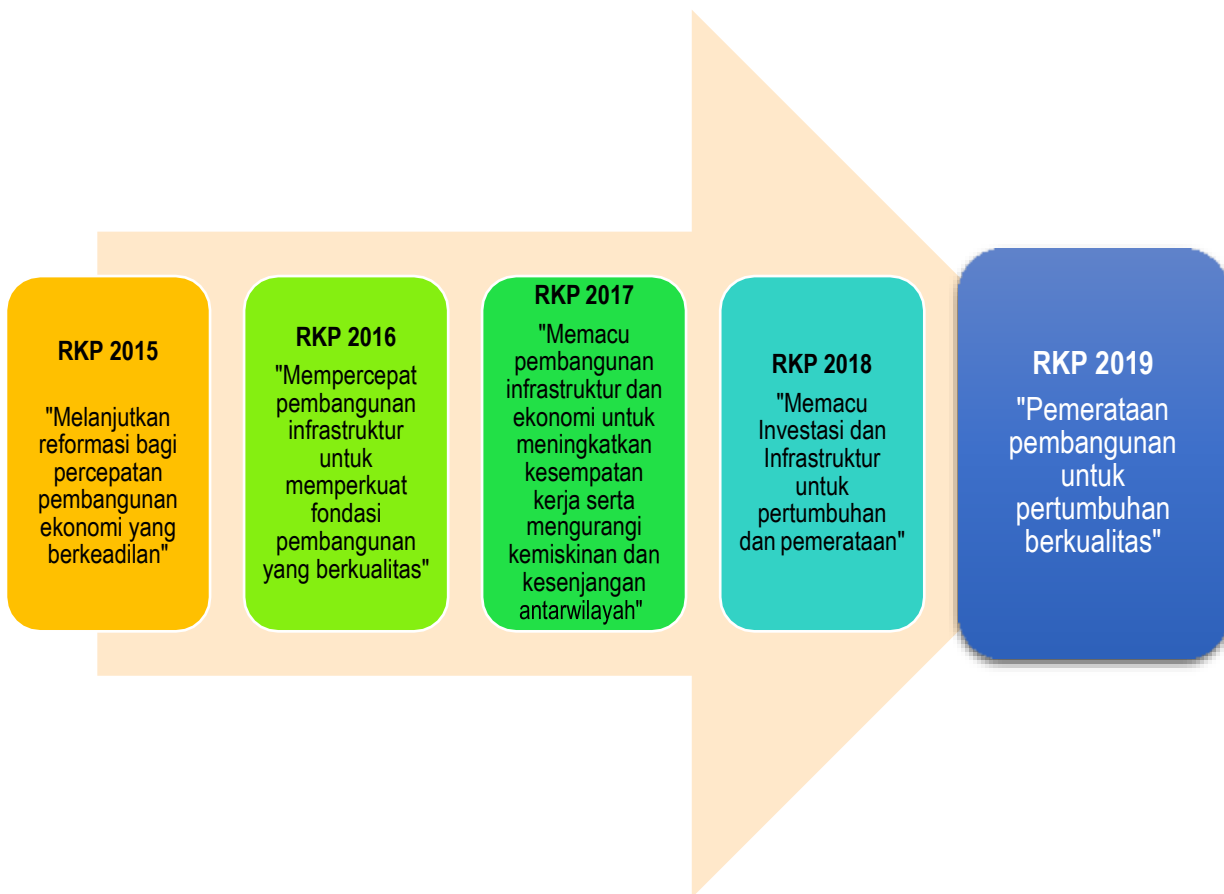 RKP 2015
"Melanjutkan
reformasi bagi
percepatan
pembangunan
ekonomi yang
berkeadilan"
RKP 2016
"Mempercepat
pembangunan
infrastruktur
untuk
memperkuat
fondasi
pembangunan
yang berkualitas"
RKP 2017
"Memacu
pembangunan
infrastruktur dan
ekonomi untuk
meningkatkan
kesempatan
kerja serta
mengurangi
kemiskinan dan
kesenjangan
antarwilayah"
RKP 2018
"Memacu
Investasi dan
Infrastruktur
untuk
pertumbuhan
dan pemerataan"
RKP 2019
"Pemerataan
pembangunan
untuk
pertumbuhan
berkualitas"